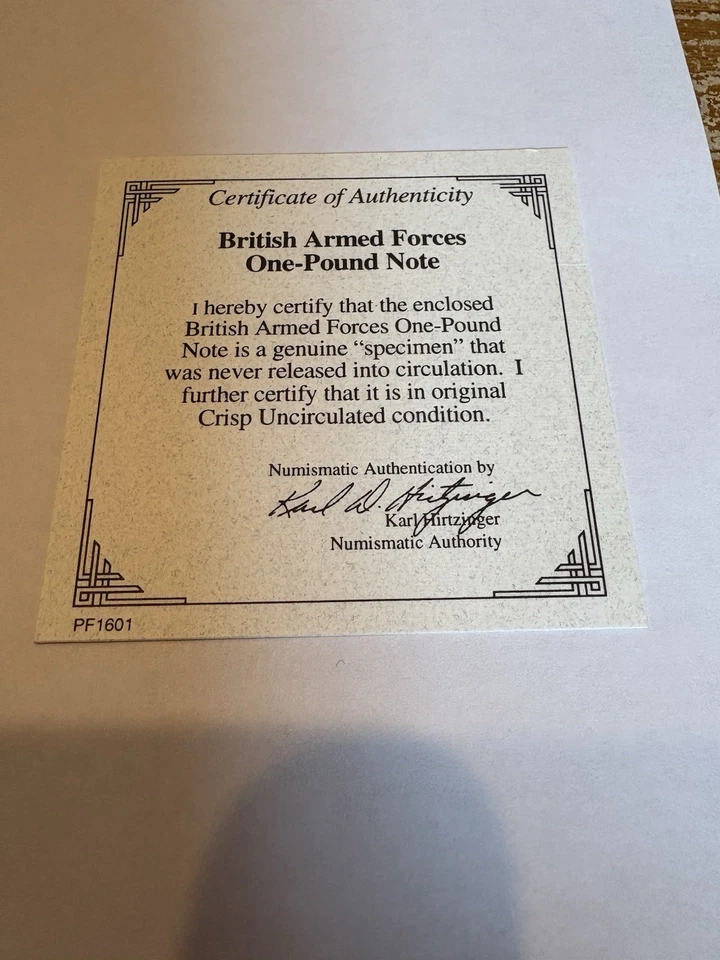 Certificate of Authenticity
British Armed Forces
One-Pound Note
I hereby certify that the enclosed
British Armed Forces One-Pound
Note is a genuine “specimen” that
was never released into circulation. I
further certify that it is in original
Crisp Uncirculated condition.
Numismatic Authentication by
Karl D. Hirtzinger
Karl Hirtzinger
Numismatic Authority
PF1601